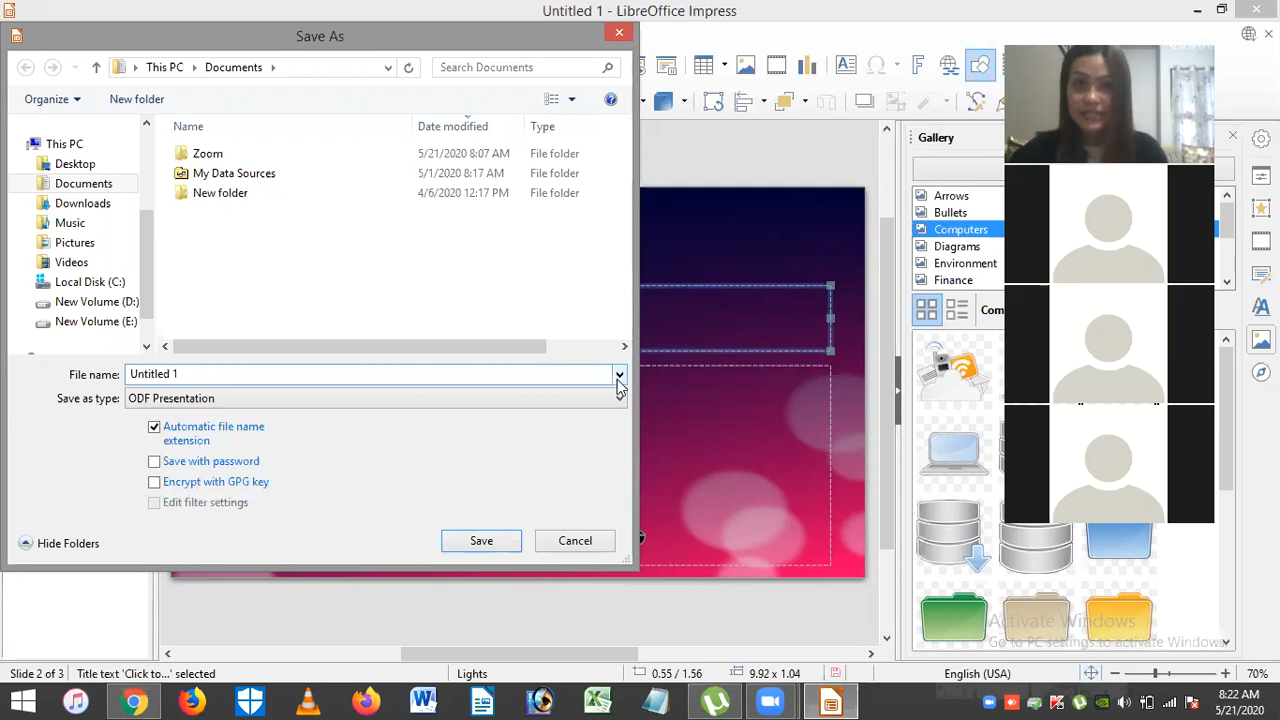 Untitled 1 - LibreOffice Impress
Save As
This PC
Documents
Search Documents
Organize
New folder
Name
Date modified
Type
This PC
Desktop
Documents
Downloads
Music
Pictures
Videos
Local Disk (C:)
New Volume (D:
New Volume (E:
Zoom
5/21/2020 8:07 AM
File folder
My Data Sources
5/1/2020 8:17 AM
File folder
New folder
4/6/2020 12:17 PM
File folder
File name:
Untitled 1
Save as type:
ODF Presentation
Automatic file name
extension
Save with password
Encrypt with GPG key
Edit filter settings
Hide Folders
Save
Cancel
Gallery
Arrows
Bullets
Computers
Diagrams
Environment
Finance
Com
Activate Windows
Go to PC settings to activate Windows.
Slide 2 of 3
Title text 'Click to...' selected
Lights
0.55 / 1.56
9.92 x 1.04
English (USA)
70%
8:22 AM
5/21/2020